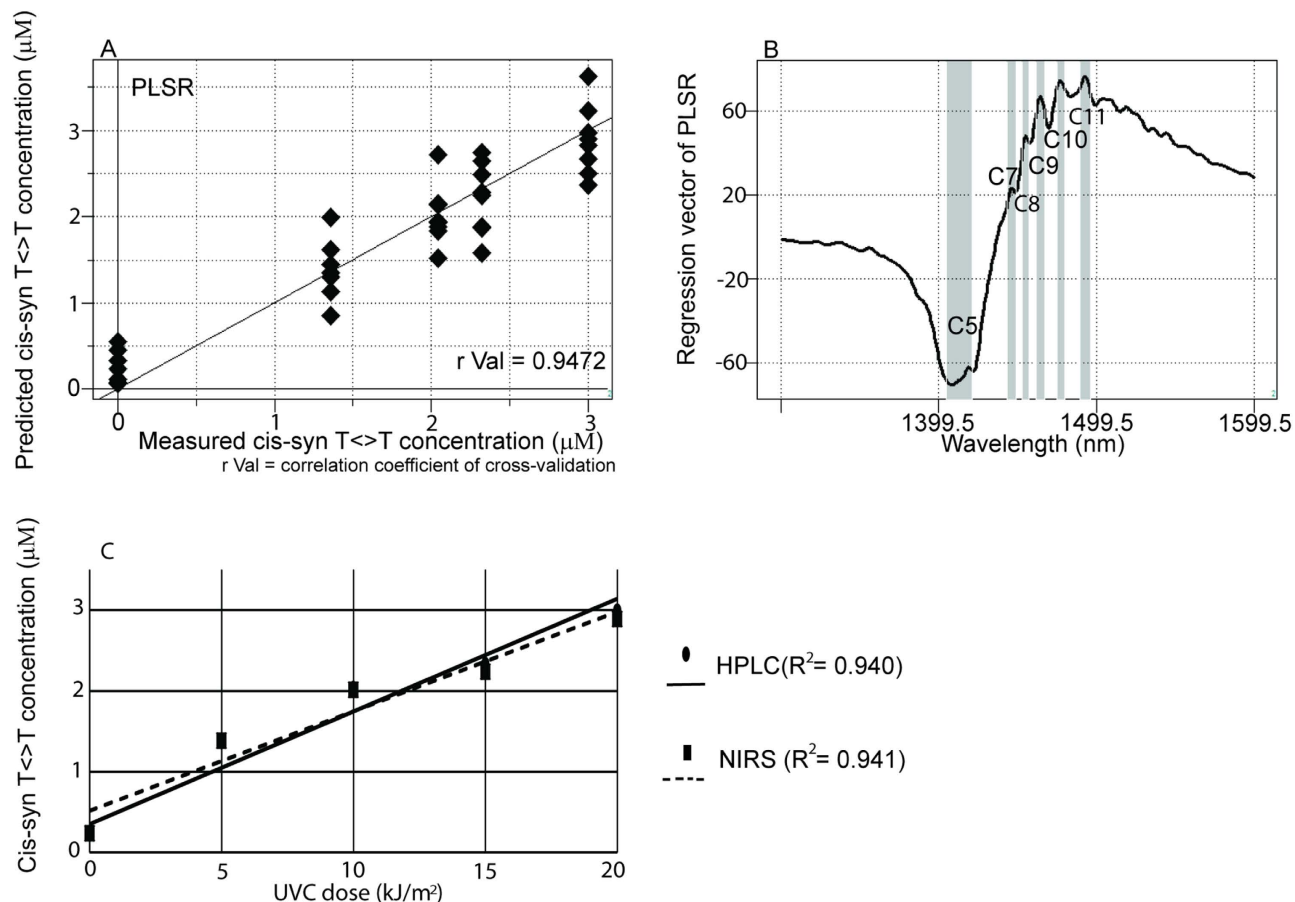 A
PLSR
Predicted cis-syn T<>T concentration (μM)
3
2
1
0
r Val = 0.9472
0 1 2 3
Measured cis-syn T<>T concentration (μM)
r Val = correlation coefficient of cross-validation
B
Regression vector of PLSR
60
20
-20
-60
C5
C7
C8
C9
C10
C11
1399.5 1499.5 1599.5
Wavelength (nm)
C
Cis-syn T<>T concentration (μM)
3
2
1
0
0 5 10 15 20
UVC dose (kJ/m²)
HPLC(R²= 0.940)
NIRS (R²= 0.941)